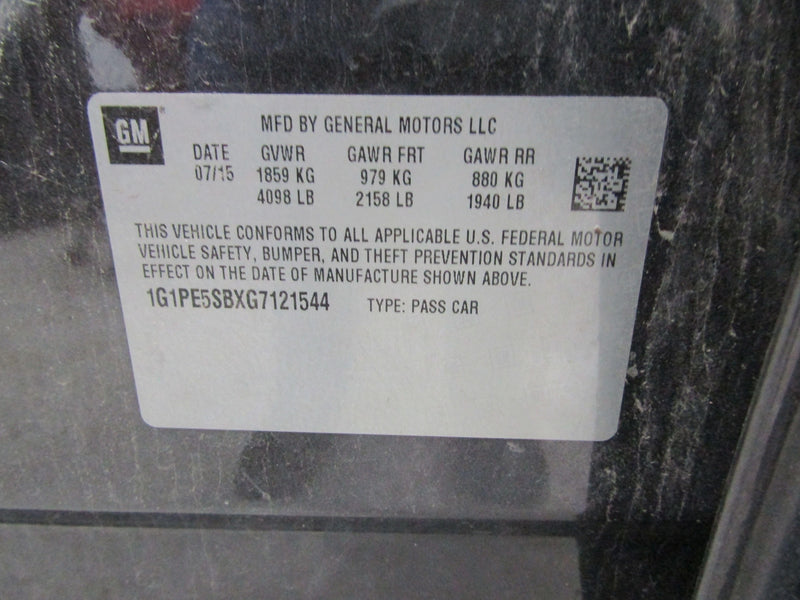 GM
MFD BY GENERAL MOTORS LLC
DATE GVWR GAWR FRT GAWR RR
07/15 1859 KG 979 KG 880 KG
4098 LB 2158 LB 1940 LB
THIS VEHICLE CONFORMS TO ALL APPLICABLE U.S. FEDERAL MOTOR
VEHICLE SAFETY, BUMPER, AND THEFT PREVENTION STANDARDS IN
EFFECT ON THE DATE OF MANUFACTURE SHOWN ABOVE.
1G1PE5SBXG7121544 TYPE: PASS CAR